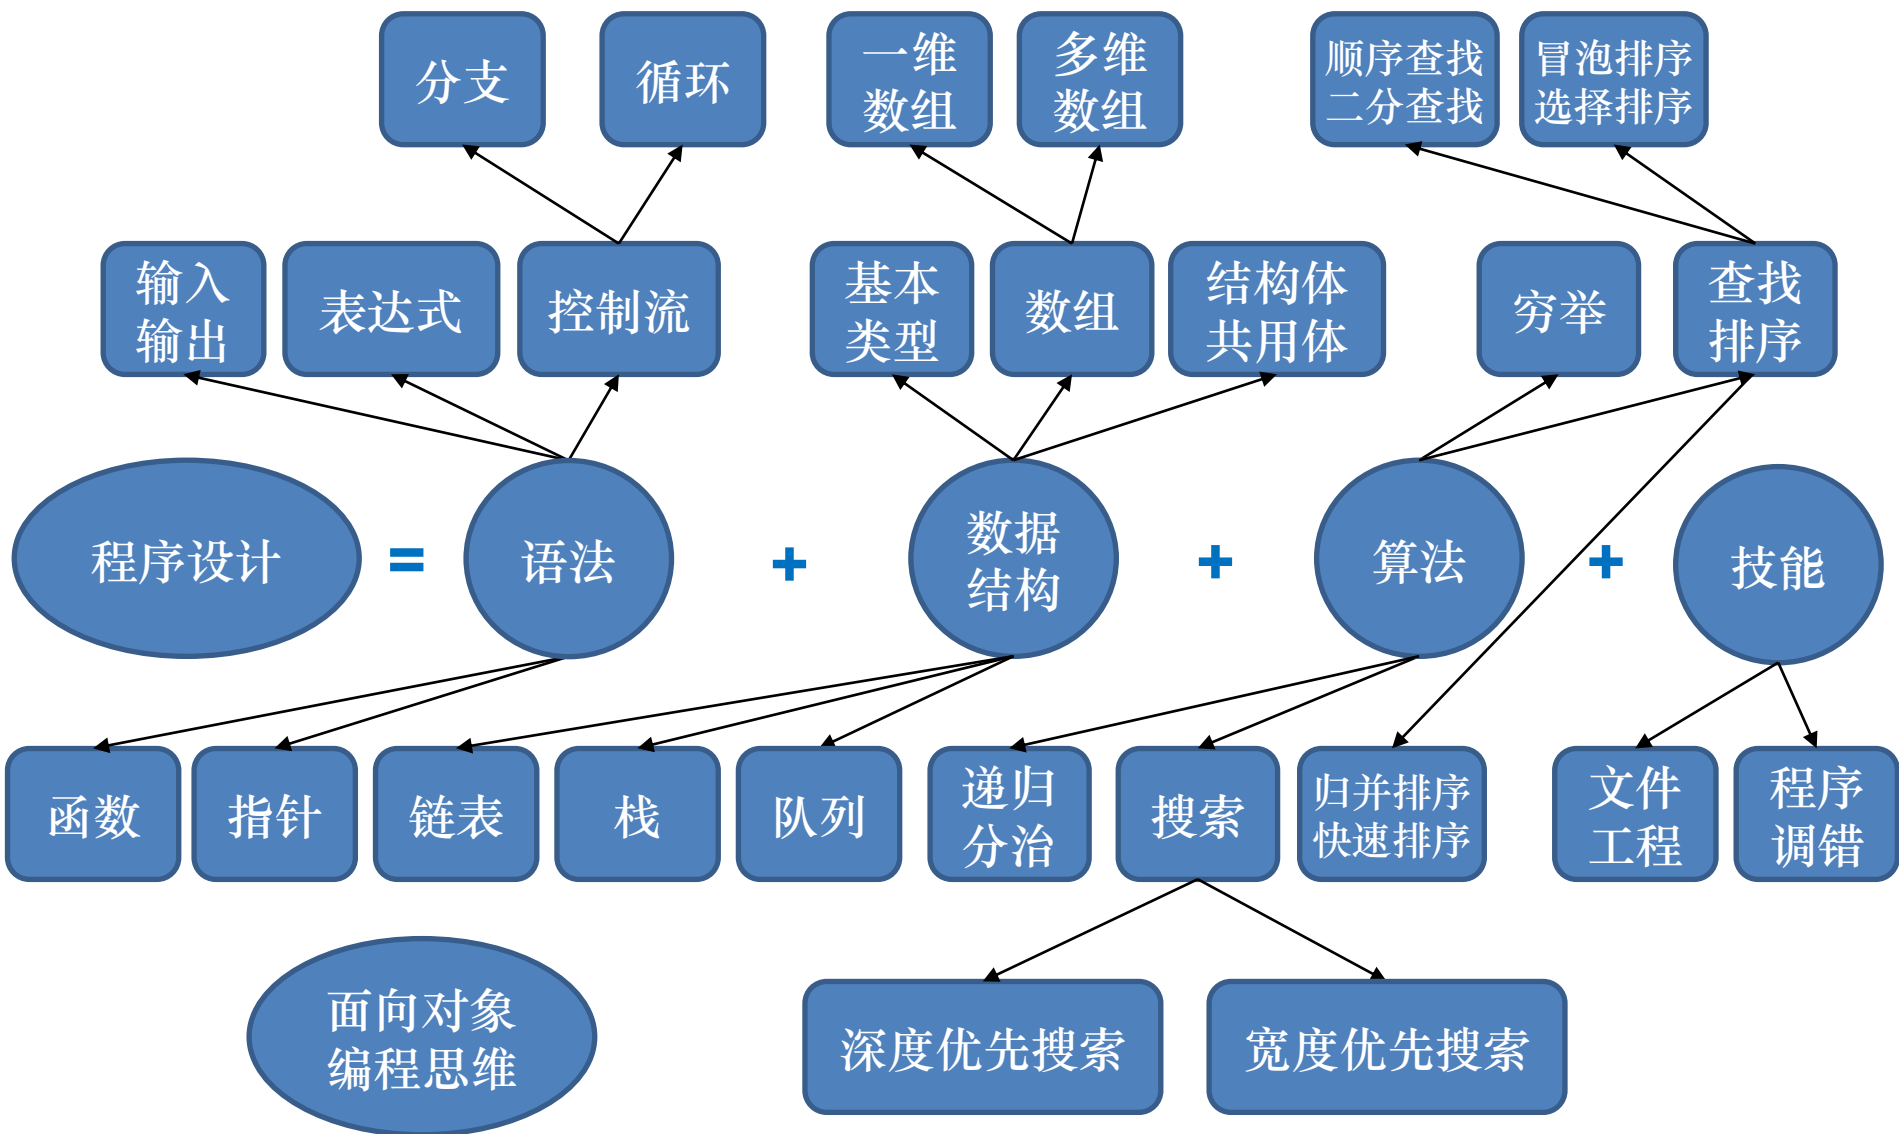 分支
循环
一维
数组
多维
数组
顺序查找
二分查找
冒泡排序
选择排序
输入
输出
表达式
控制流
基本
类型
数组
结构体
共用体
穷举
查找
排序
程序设计
=
语法
+
数据
结构
+
算法
+
技能
函数
指针
链表
栈
队列
递归
分治
搜索
归并排序
快速排序
文件
工程
程序
调错
面向对象
编程思维
深度优先搜索
宽度优先搜索